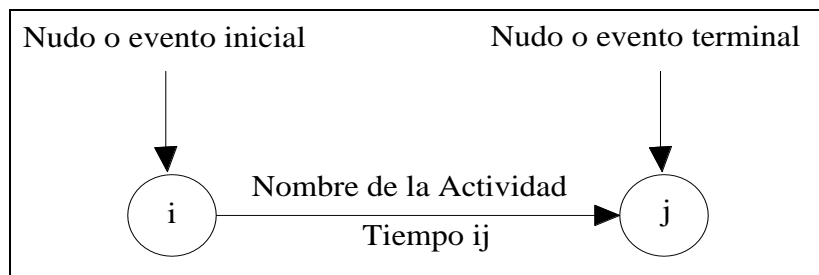 Nudo o evento inicial
Nudo o evento terminal
Nombre de la Actividad
i
j
Tiempo ij